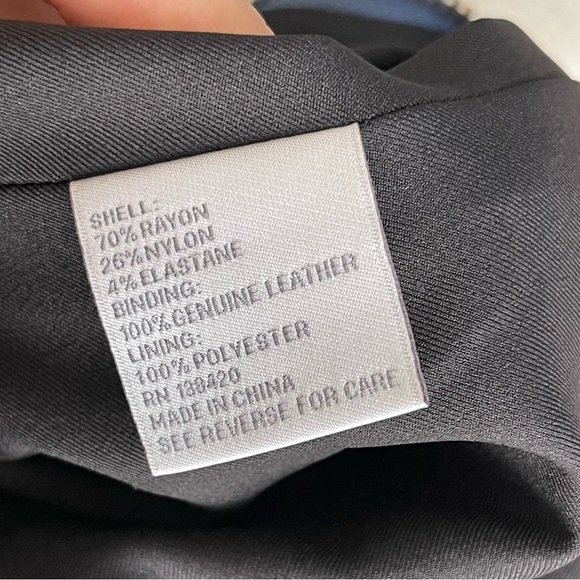 SHELL:
70% RAYON
26% NYLON
4% ELASTANE
BINDING:
100% GENUINE LEATHER
LINING:
100% POLYESTER
RN 138420
MADE IN CHINA
SEE REVERSE FOR CARE